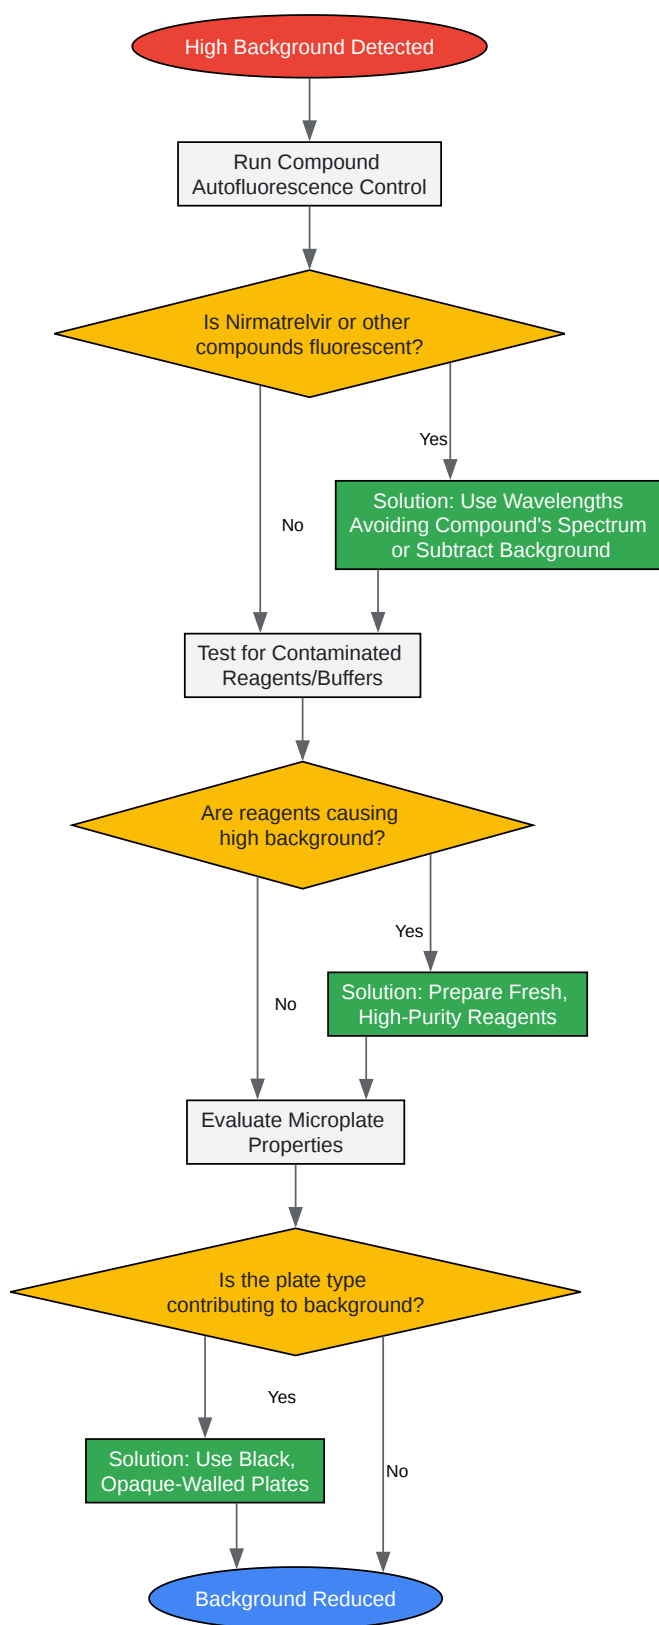 High Background Detected
Run Compound
Autofluorescence Control
Is Nirmatrelvir or other
compounds fluorescent?
Yes
Solution: Use Wavelengths
Avoiding Compound's Spectrum
or Subtract Background
No
Test for Contaminated
Reagents/Buffers
Are reagents causing
high background?
Yes
Solution: Prepare Fresh,
High-Purity Reagents
No
Evaluate Microplate
Properties
Is the plate type
contributing to background?
Yes
Solution: Use Black,
Opaque-Walled Plates
No
Background Reduced